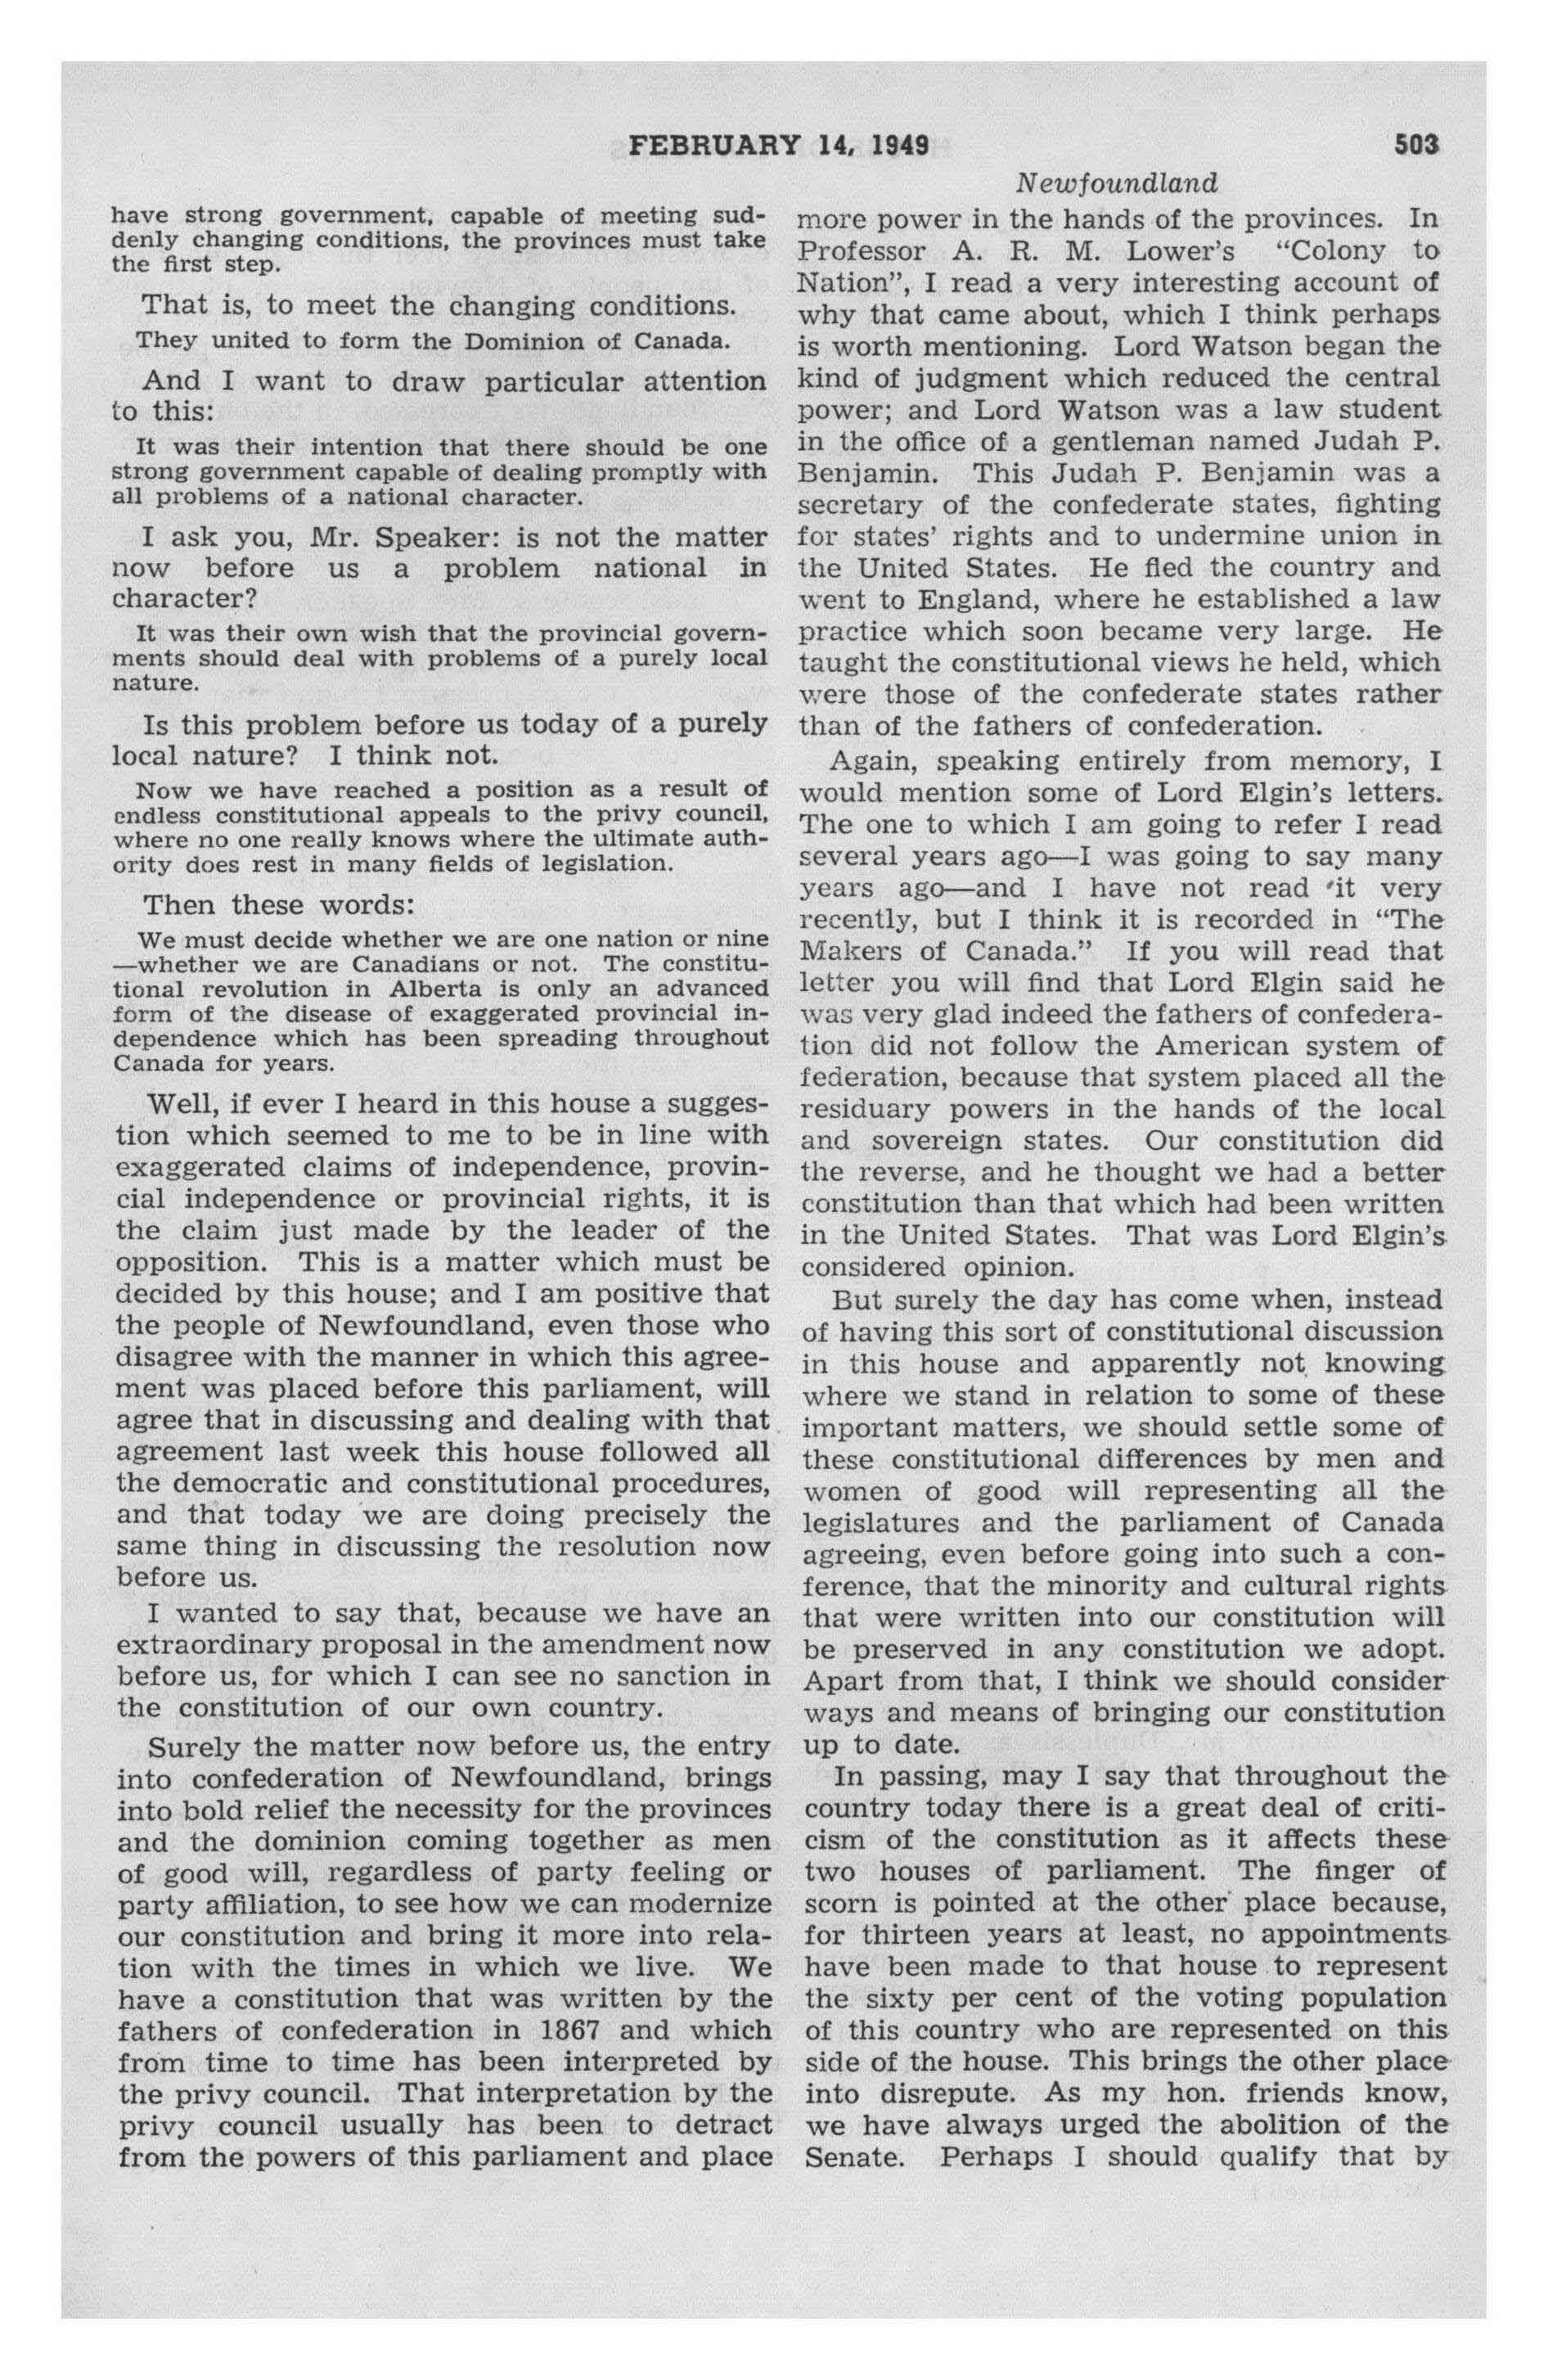 FEBRUARY 14, 1949 503
Newfoundland
have strong government, capable of meeting sud-
denly changing conditions, the provinces must take
the first step.
That is, to meet the changing conditions.
They united to form the Dominion of Canada.
And I want to draw particular attention
to this:
It was their intention that there should be one
strong government capable of dealing promptly with
all problems of a national character.
I ask you, Mr. Speaker: is not the matter
now before us a problem national in
character?
It was their own wish that the provincial govern-
ments should deal with problems of a purely local
nature.
Is this problem before us today of a purely
local nature? I think not.
Now we have reached a position as a result of
endless constitutional appeals to the privy council,
where no one really knows where the ultimate auth-
ority does rest in many fields of legislation.
Then these words:
We must decide whether we are one nation or nine
—whether we are Canadians or not. The constitu-
tional revolution in Alberta is only an advanced
form of the disease of exaggerated provincial in-
dependence which has been spreading throughout
Canada for years.
Well, if ever I heard in this house a sugges-
tion which seemed to me to be in line with
exaggerated claims of independence, provin-
cial independence or provincial rights, it is
the claim just made by the leader of the
opposition. This is a matter which must be
decided by this house; and I am positive that
the people of Newfoundland, even those who
disagree with the manner in which this agree-
ment was placed before this parliament, will
agree that in discussing and dealing with that
agreement last week this house followed all
the democratic and constitutional procedures,
and that today we are doing precisely the
same thing in discussing the resolution now
before us.
I wanted to say that, because we have an
extraordinary proposal in the amendment now
before us, for which I can see no sanction in
the constitution of our own country.
Surely the matter now before us, the entry
into confederation of Newfoundland, brings
into bold relief the necessity for the provinces
and the dominion coming together as men
of good will, regardless of party feeling or
party affiliation, to see how we can modernize
our constitution and bring it more into rela-
tion with the times in which we live. We
have a constitution that was written by the
fathers of confederation in 1867 and which
from time to time has been interpreted by
the privy council. That interpretation by the
privy council usually has been to detract
from the powers of this parliament and place
more power in the hands of the provinces. In
Professor A. R. M. Lower's "Colony to
Nation", I read a very interesting account of
why that came about, which I think perhaps
is worth mentioning. Lord Watson began the
kind of judgment which reduced the central
power; and Lord Watson was a law student
in the office of a gentleman named Judah P.
Benjamin. This Judah P. Benjamin was a
secretary of the confederate states, fighting
for states' rights and to undermine union in
the United States. He fled the country and
went to England, where he established a law
practice which soon became very large. He
taught the constitutional views he held, which
were those of the confederate states rather
than of the fathers of confederation.
Again, speaking entirely from memory, I
would mention some of Lord Elgin's letters.
The one to which I am going to refer I read
several years ago—I was going to say many
years ago—and I have not read it very
recently, but I think it is recorded in "The
Makers of Canada." If you will read that
letter you will find that Lord Elgin said he
was very glad indeed the fathers of confedera-
tion did not follow the American system of
federation, because that system placed all the
residuary powers in the hands of the local
and sovereign states. Our constitution did
the reverse, and he thought we had a better
constitution than that which had been written
in the United States. That was Lord Elgin's
considered opinion.
But surely the day has come when, instead
of having this sort of constitutional discussion
in this house and apparently not knowing
where we stand in relation to some of these
important matters, we should settle some of
these constitutional differences by men and
women of good will representing all the
legislatures and the parliament of Canada
agreeing, even before going into such a con-
ference, that the minority and cultural rights
that were written into our constitution will
be preserved in any constitution we adopt.
Apart from that, I think we should consider
ways and means of bringing our constitution
up to date.
In passing, may I say that throughout the
country today there is a great deal of criti-
cism of the constitution as it affects these
two houses of parliament. The finger of
scorn is pointed at the other place because,
for thirteen years at least, no appointments
have been made to that house to represent
the sixty per cent of the voting population
of this country who are represented on this
side of the house. This brings the other place
into disrepute. As my hon. friends know,
we have always urged the abolition of the
Senate. Perhaps I should qualify that by